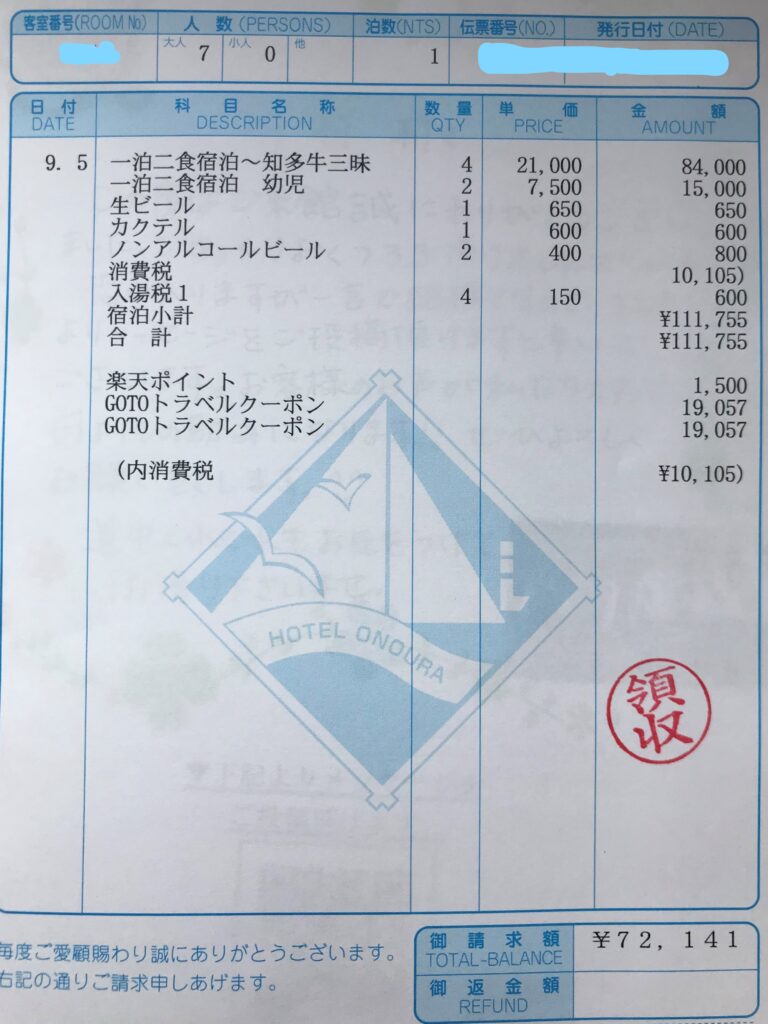 客室番号(ROOM No) 人数(PERSONS) 泊数(NTS) 伝票番号(NO.) 発行日付(DATE)
大人 7 小人 0 他 1
日付 科目名称 数量 単価 金額
DATE DESCRIPTION QTY PRICE AMOUNT
9. 5 一泊二食宿泊～知多牛三昧 4 21,000 84,000
一泊二食宿泊 幼児 2 7,500 15,000
生ビール 1 650 650
カクテル 1 600 600
ノンアルコールビール 2 400 800
消費税 10,105)
入湯税1 4 150 600
宿泊小計 ¥111,755
合 計 ¥111,755
楽天ポイント 1,500
GOTOトラベルクーポン 19,057
GOTOトラベルクーポン 19,057
(内消費税 ¥10,105)
HOTEL ONOURA
領収
毎度ご愛顧賜わり誠にありがとうございます。
右記の通りご請求申しあげます。
御請求額 ¥72,141
TOTAL-BALANCE
御返金額
REFUND